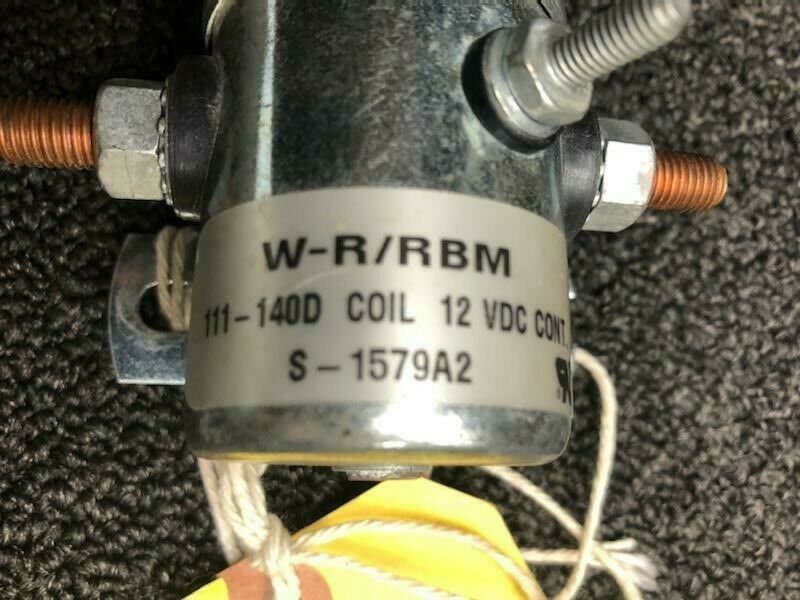 W-R/RBM
111-140D COIL 12 VDC CONT.
S-1579A2